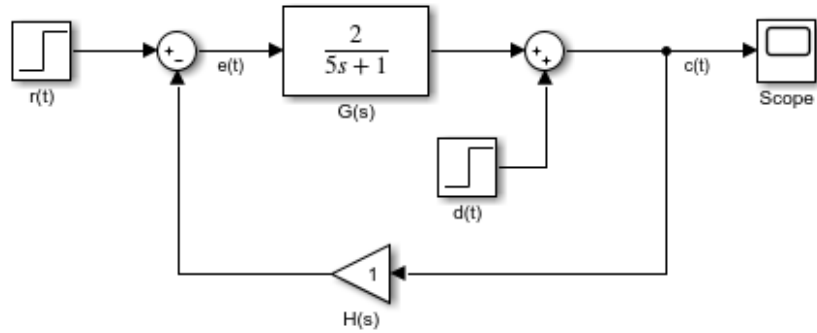 +
−
+
+
r(t)
e(t)
2
5s + 1
G(s)
c(t)
Scope
d(t)
1
H(s)